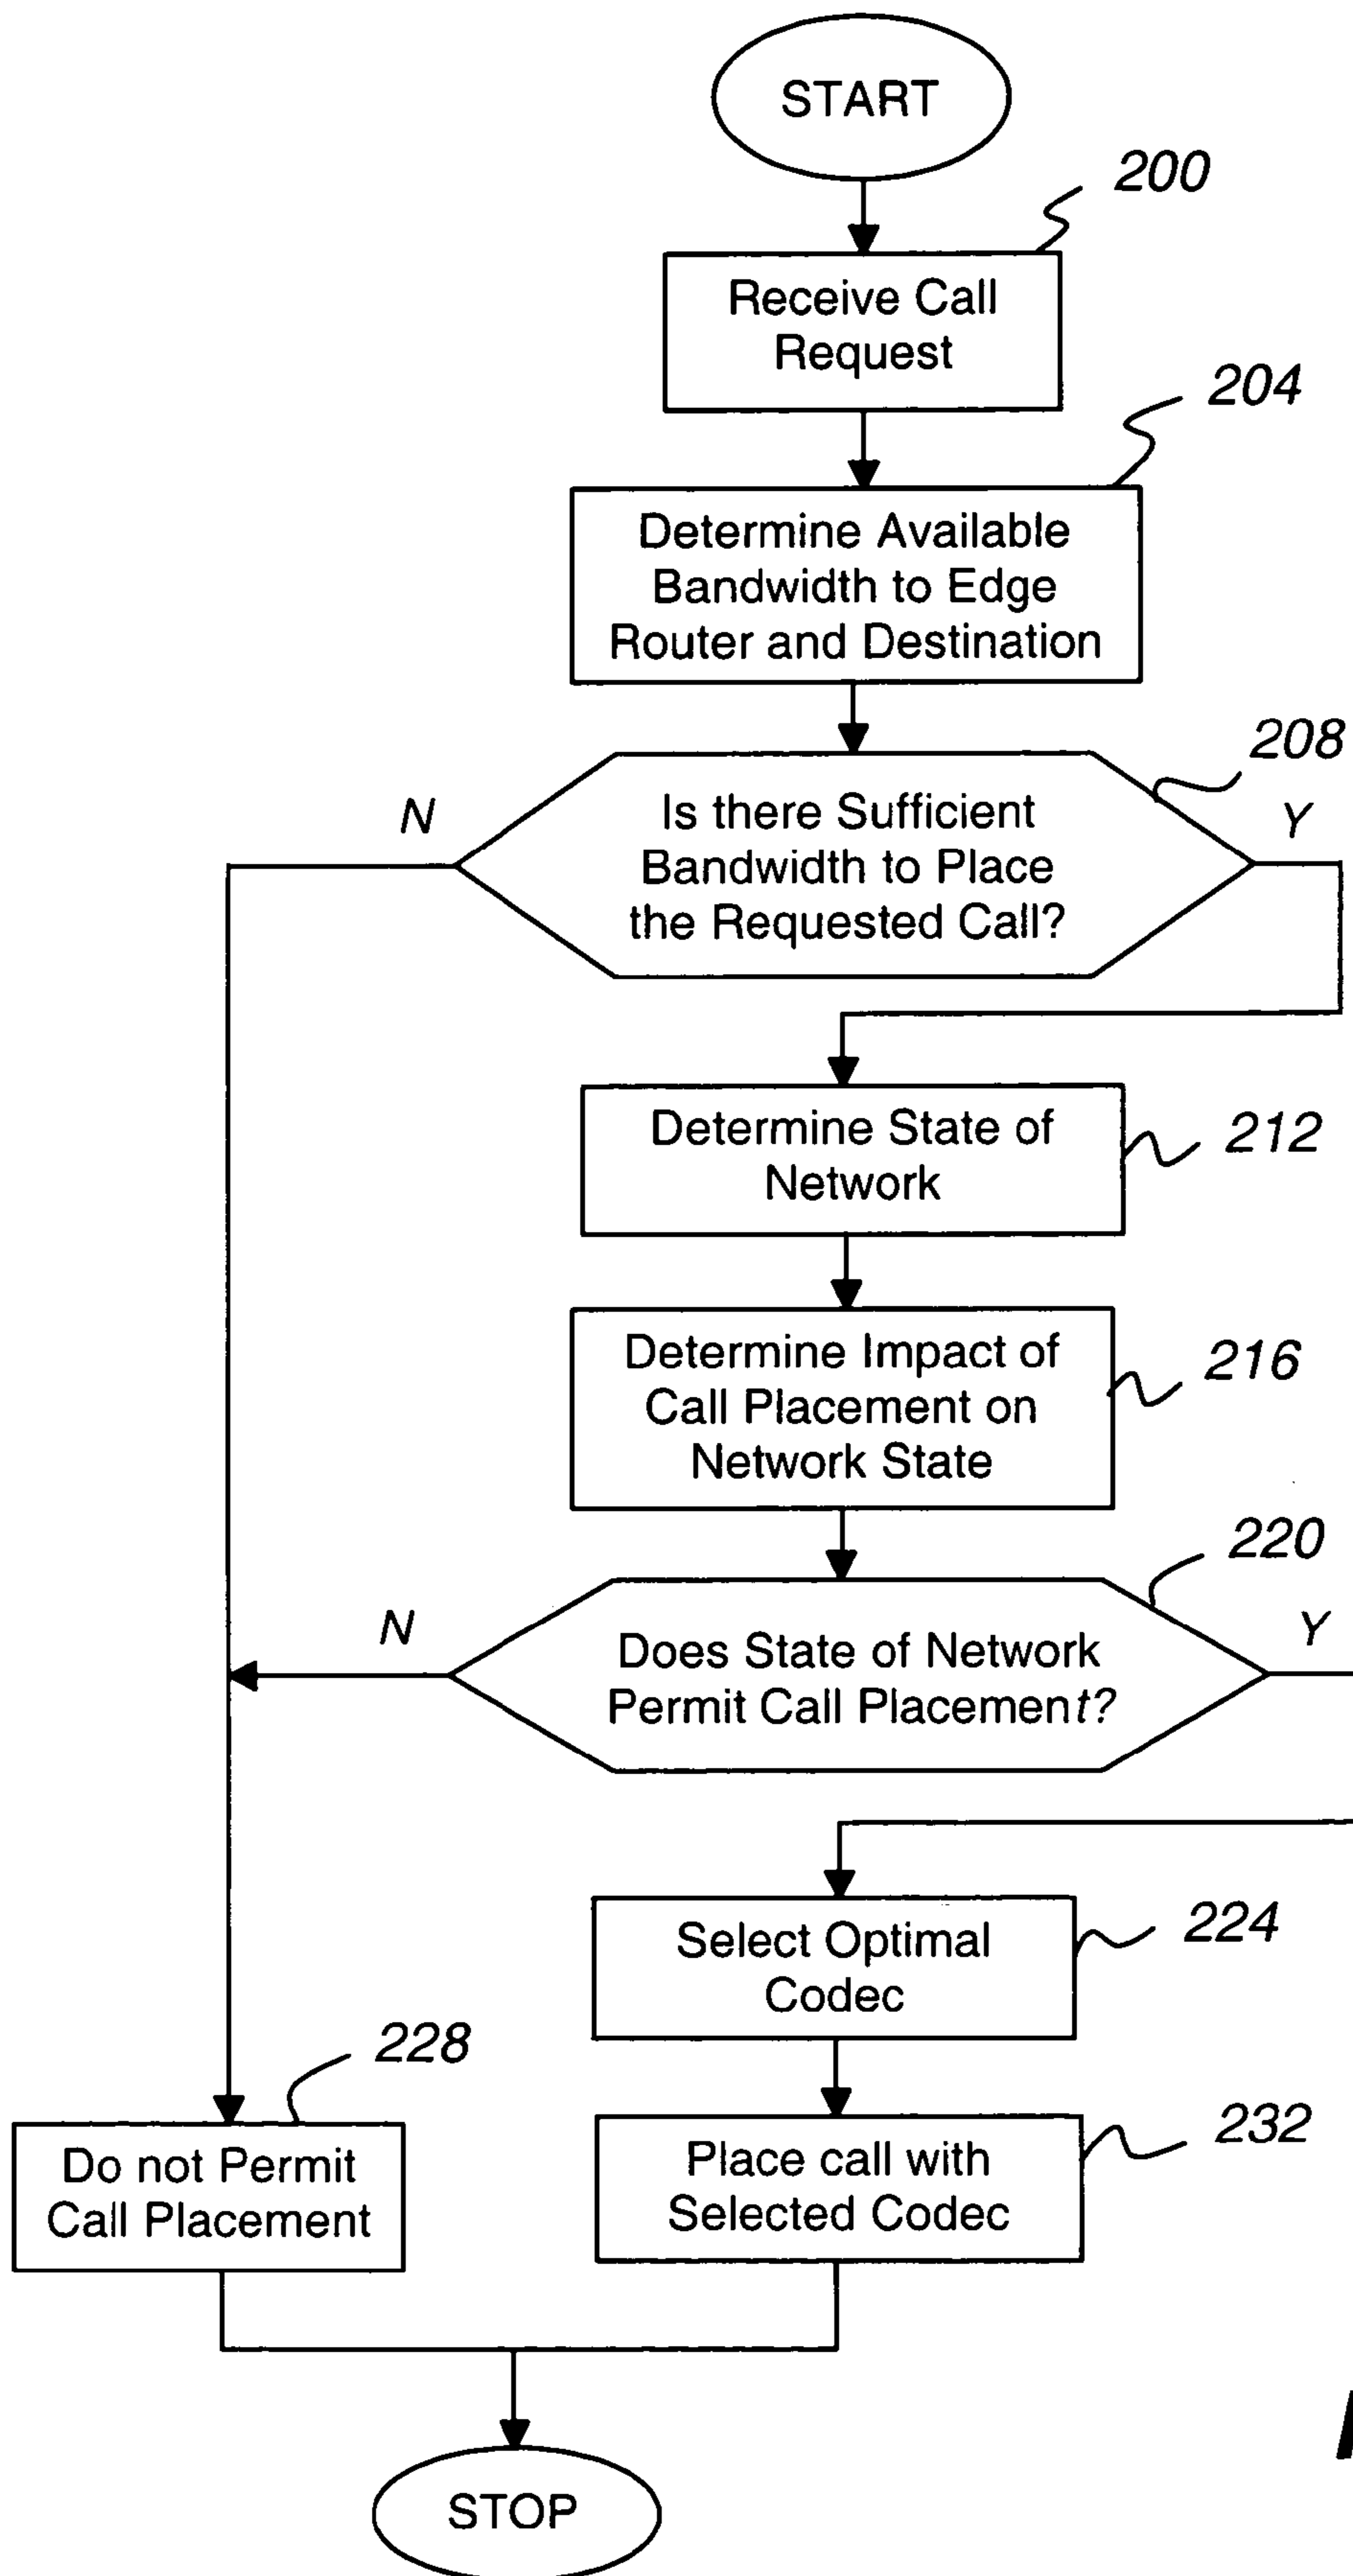 START
200
Receive Call
Request
204
Determine Available
Bandwidth to Edge
Router and Destination
208
N
Y
Is there Sufficient
Bandwidth to Place
the Requested Call?
Determine State of
Network
212
Determine Impact of
Call Placement on
Network State
216
220
N
Y
Does State of Network
Permit Call Placement?
Select Optimal
Codec
224
228
Do not Permit
Call Placement
Place call with
Selected Codec
232
STOP